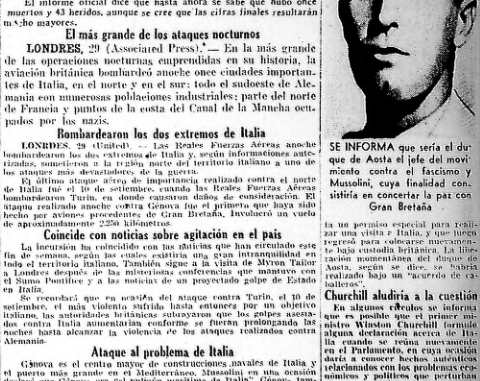 El informe oficial dice que hasta ahora se sabe que hubo once
muertos y 43 heridos, aunque se cree que las cifras finales resultarán
mucho mayores.
El más grande de los ataques nocturnos
LONDRES, 29 (Associated Press).— En la más grande
de las operaciones nocturnas emprendidas en su historia, la
aviación británica bombardeó anoche once ciudades importan-
tes de Italia, en el norte y en el sur: todo el sudoeste de Ale-
mania con numerosas poblaciones industriales; parte del norte
de Francia y puntos de la costa del Canal de la Mancha ocu-
pados por los nazis.
Bombardearon los dos extremos de Italia
LONDRES, 29 (United).— Las Reales Fuerzas Aéreas anoche
bombardearon los dos extremos de Italia y, según informaciones auto-
rizadas, sometieron a la región norte del territorio italiano a uno de
los ataques más devastadores de la guerra.
El último ataque aéreo de importancia realizado contra el norte
de Italia fué el 10 de setiembre, cuando las Reales Fuerzas Aéreas
bombardearon Turín, en donde causaron daños de consideración. El
ataque realizado anoche contra Génova fué el primero que haya sido
hecho por aviones procedentes de Gran Bretaña. Involucró un vuelo
de aproximadamente 2.250 kilómetros.
Coincide con noticias sobre agitación en el país
La incursión ha coincidido con las noticias que han circulado este
fin de semana, según las cuales existiría una gran intranquilidad en
todo el territorio italiano. También sigue a la visita de Myron Taylor
a Londres después de las misteriosas conferencias que mantuvo con
el Sumo Pontífice y a las noticias de un proyectado golpe de Estado
en Italia.
Se recordará que en ocasión del ataque contra Turín, el 10 de
setiembre, el más violento sufrida hasta entonces por un objetivo
italiano, las autoridades británicas subrayaron que los golpes asesta-
dos contra Italia aumentarían conforme se fueran prolongando las
noches hasta alcanzar la violencia de los ataques realizados contra
Alemania.
Ataque al problema de Italia
Génova es el centro mayor de construcciones navales de Italia y
el puerto más grande en el Mediterráneo. Mussolini en una ocasión
SE INFORMA que sería el du-
que de Aosta el jefe del movi-
miento contra el fascismo y
Mussolini, cuya finalidad con-
sistiría en concertar la paz con
Gran Bretaña
ta un permiso especial para reali-
zar una visita a Italia, y que luego
regresó para colocarse nuevamen-
te bajo custodia británica. La libe-
ración momentánea del duque de
Aosta, según se dice, se habría
realizado bajo un "acuerdo de ca-
balleros".
Churchill aludiría a la cuestión
En algunos círculos se informa
que es posible que el primer mi-
nistro Winston Churchill formule
alguna declaración acerca de Ita-
lia cuando se reúna nuevamente
en el Parlamento, en cuya ocasión
daría a conocer hechos auténticos
relacionados con los problemas eco-
nómicos y políticos que perturban